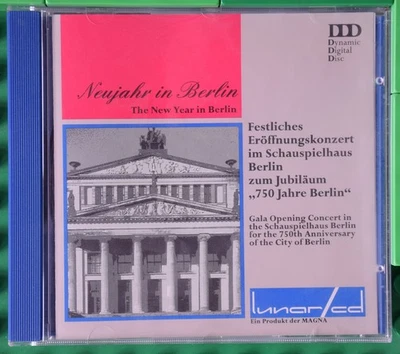 DDD
Dynamic
Digital
Disc
Neujahr in Berlin
The New Year in Berlin
Festliches
Eröffnungskonzert
im Schauspielhaus
Berlin
zum Jubiläum
„750 Jahre Berlin“
Gala Opening Concert in
the Schauspielhaus Berlin
for the 750th Anniversary
of the City of Berlin
lunar/cd
Ein Produkt der MAGNA